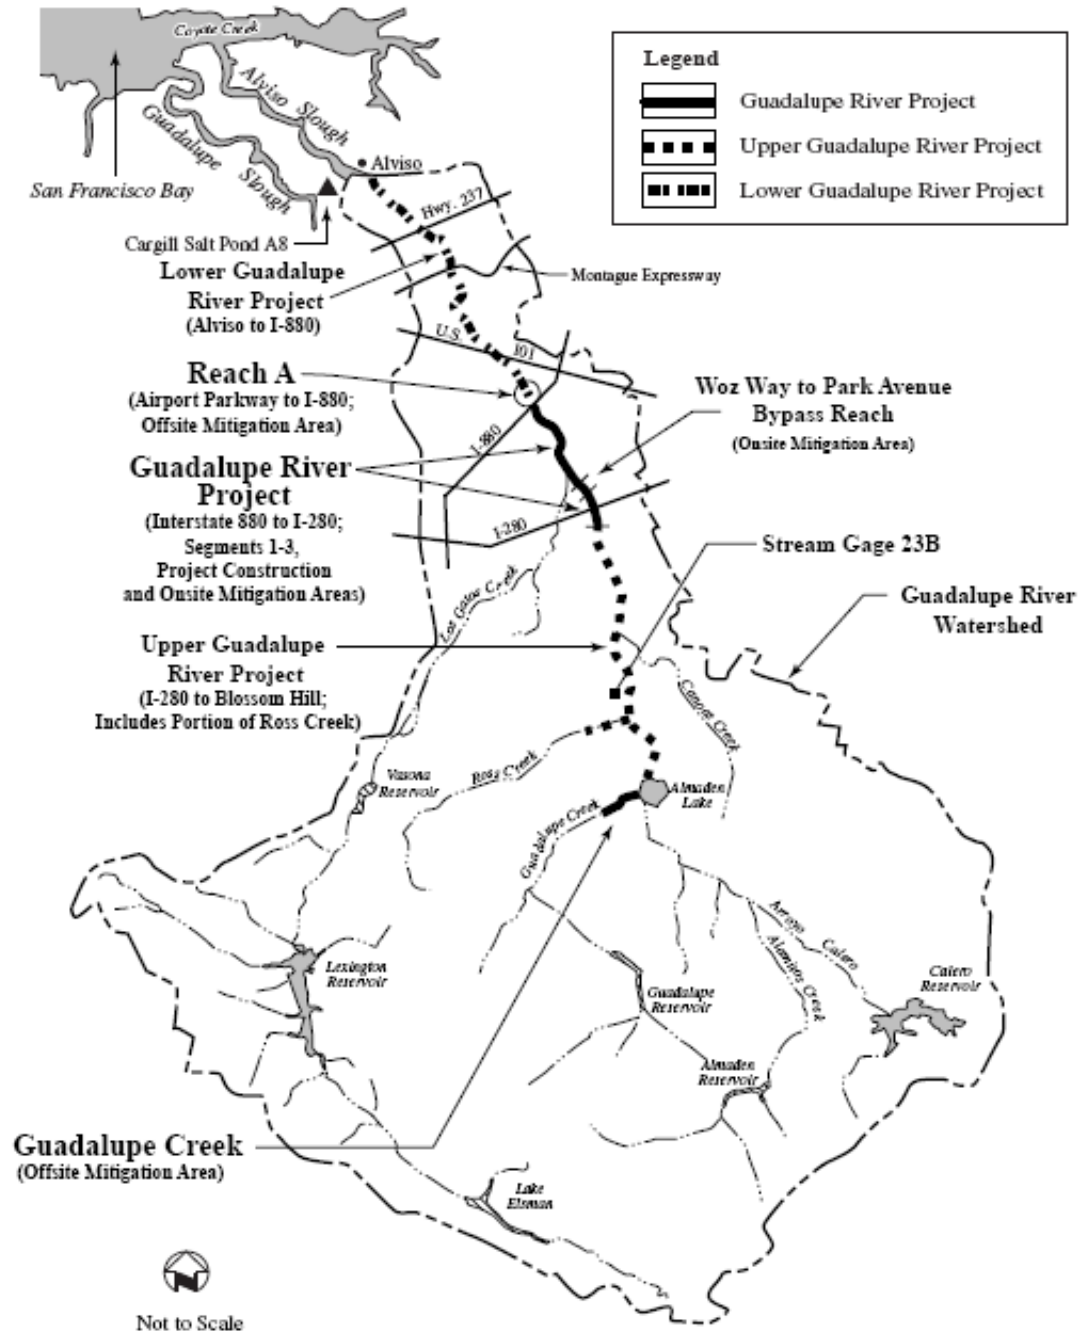 Coyote Creek
Alviso Slough
Guadalupe Slough
San Francisco Bay
Alviso
Cargill Salt Pond A8
Hwy. 237
Montague Expressway
Legend
Guadalupe River Project
Upper Guadalupe River Project
Lower Guadalupe River Project
Lower Guadalupe
River Project
(Alviso to I-880)
U.S. 101
Reach A
(Airport Parkway to I-880;
Offsite Mitigation Area)
Woz Way to Park Avenue
Bypass Reach
(Onsite Mitigation Area)
I-880
Guadalupe River
Project
(Interstate 880 to I-280;
Segments 1-3,
Project Construction
and Onsite Mitigation Areas)
I-280
Stream Gage 23B
Los Gatos Creek
Guadalupe River
Watershed
Upper Guadalupe
River Project
(I-280 to Blossom Hill;
Includes Portion of Ross Creek)
Canoas Creek
Ross Creek
Vasona
Reservoir
Almaden
Lake
Guadalupe Creek
Arroyo Calero
Alamitos Creek
Lexington
Reservoir
Guadalupe
Reservoir
Calero
Reservoir
Almaden
Reservoir
Guadalupe Creek
(Offsite Mitigation Area)
Lake
Elsman
N
Not to Scale